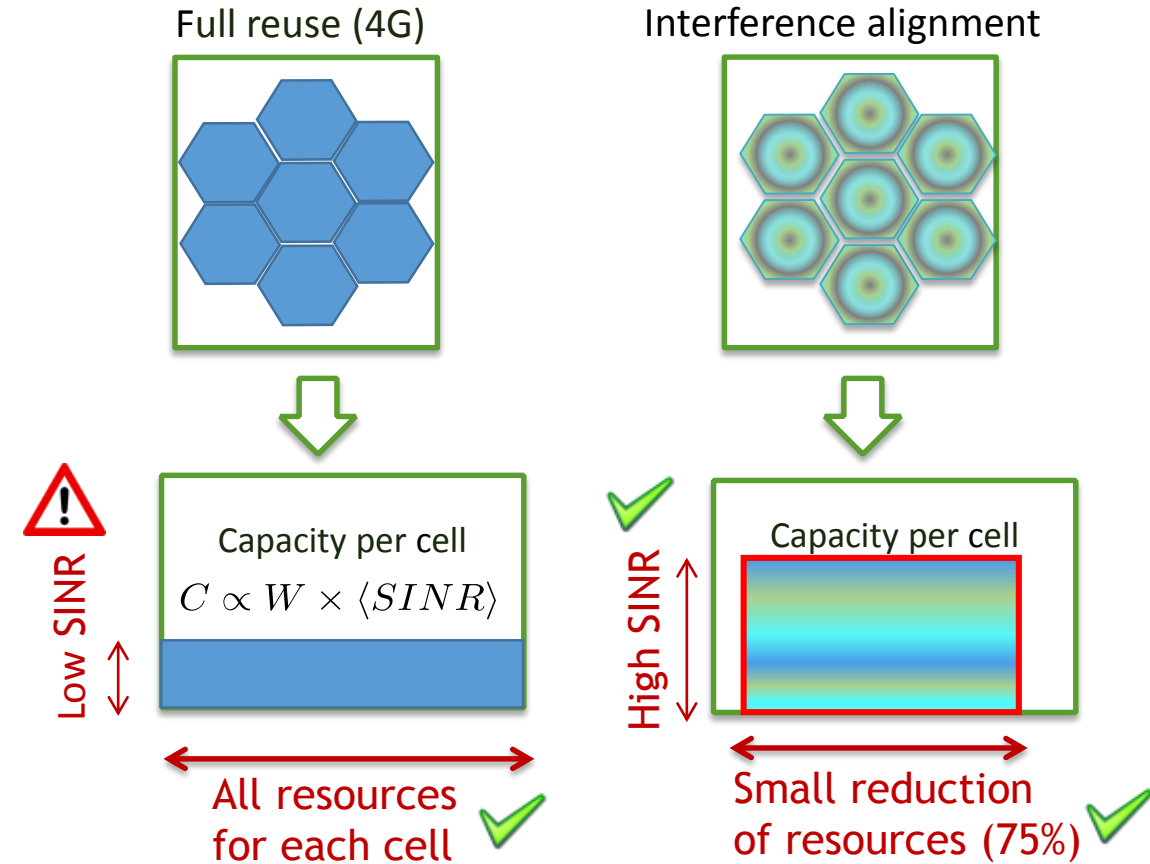 Full reuse (4G)
Interference alignment
Low SINR
Capacity per cell
C ∝ W × ⟨SINR⟩
All resources
for each cell
High SINR
Capacity per cell
Small reduction
of resources (75%)